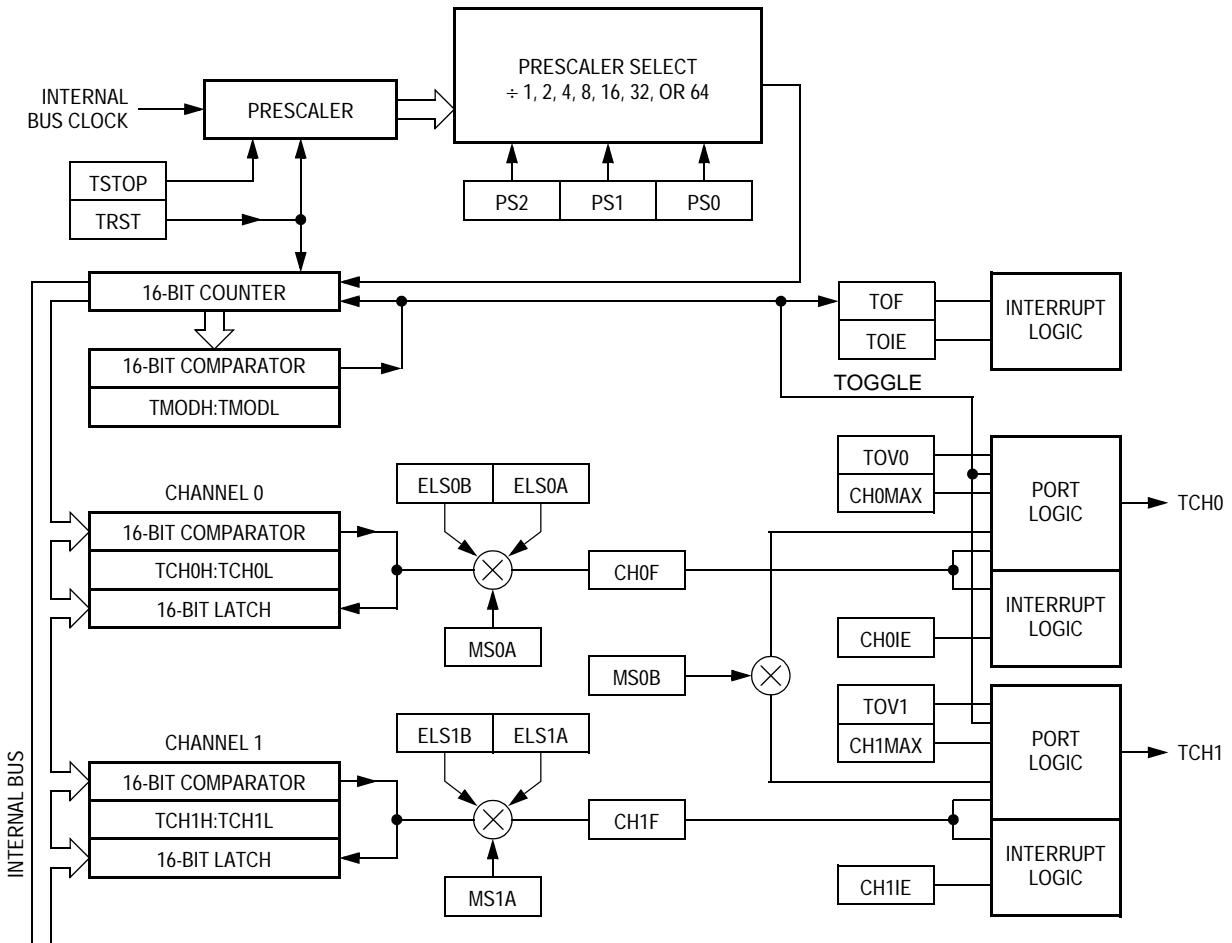 PRESCALER SELECT
÷ 1, 2, 4, 8, 16, 32, OR 64
INTERNAL
BUS CLOCK
PRESCALER
TSTOP
TRST
PS2
PS1
PS0
16-BIT COUNTER
16-BIT COMPARATOR
TMODH:TMODL
TOF
TOIE
INTERRUPT
LOGIC
TOGGLE
CHANNEL 0
16-BIT COMPARATOR
TCH0H:TCH0L
16-BIT LATCH
ELS0B
ELS0A
MS0A
CH0F
TOV0
CH0MAX
PORT
LOGIC
TCH0
INTERRUPT
LOGIC
CH0IE
MS0B
CHANNEL 1
16-BIT COMPARATOR
TCH1H:TCH1L
16-BIT LATCH
ELS1B
ELS1A
MS1A
CH1F
TOV1
CH1MAX
PORT
LOGIC
TCH1
INTERRUPT
LOGIC
CH1IE
INTERNAL BUS